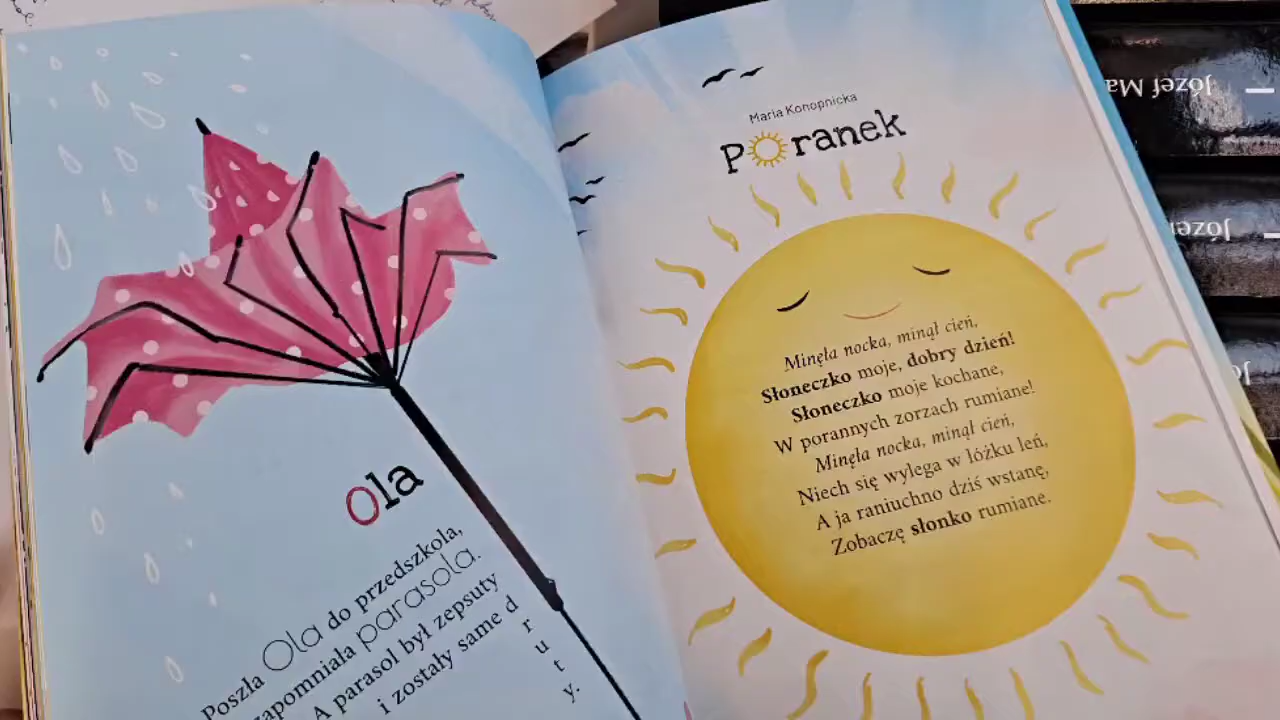 Ola
Poszła Ola do przedszkola,
zapomniała parasola.
A parasol był zepsuty
i zostały same druty.
Maria Konopnicka
Poranek
Minęła nocka, minął cień,
Słoneczko moje, dobry dzień!
Słoneczko moje kochane,
W porannych zorzach rumiane!
Minęła nocka, minął cień,
Niech się wylega w łóżku leń,
A ja raniuchno dziś wstanę,
Zobaczę słonko rumiane.
Józef Ma
Józef